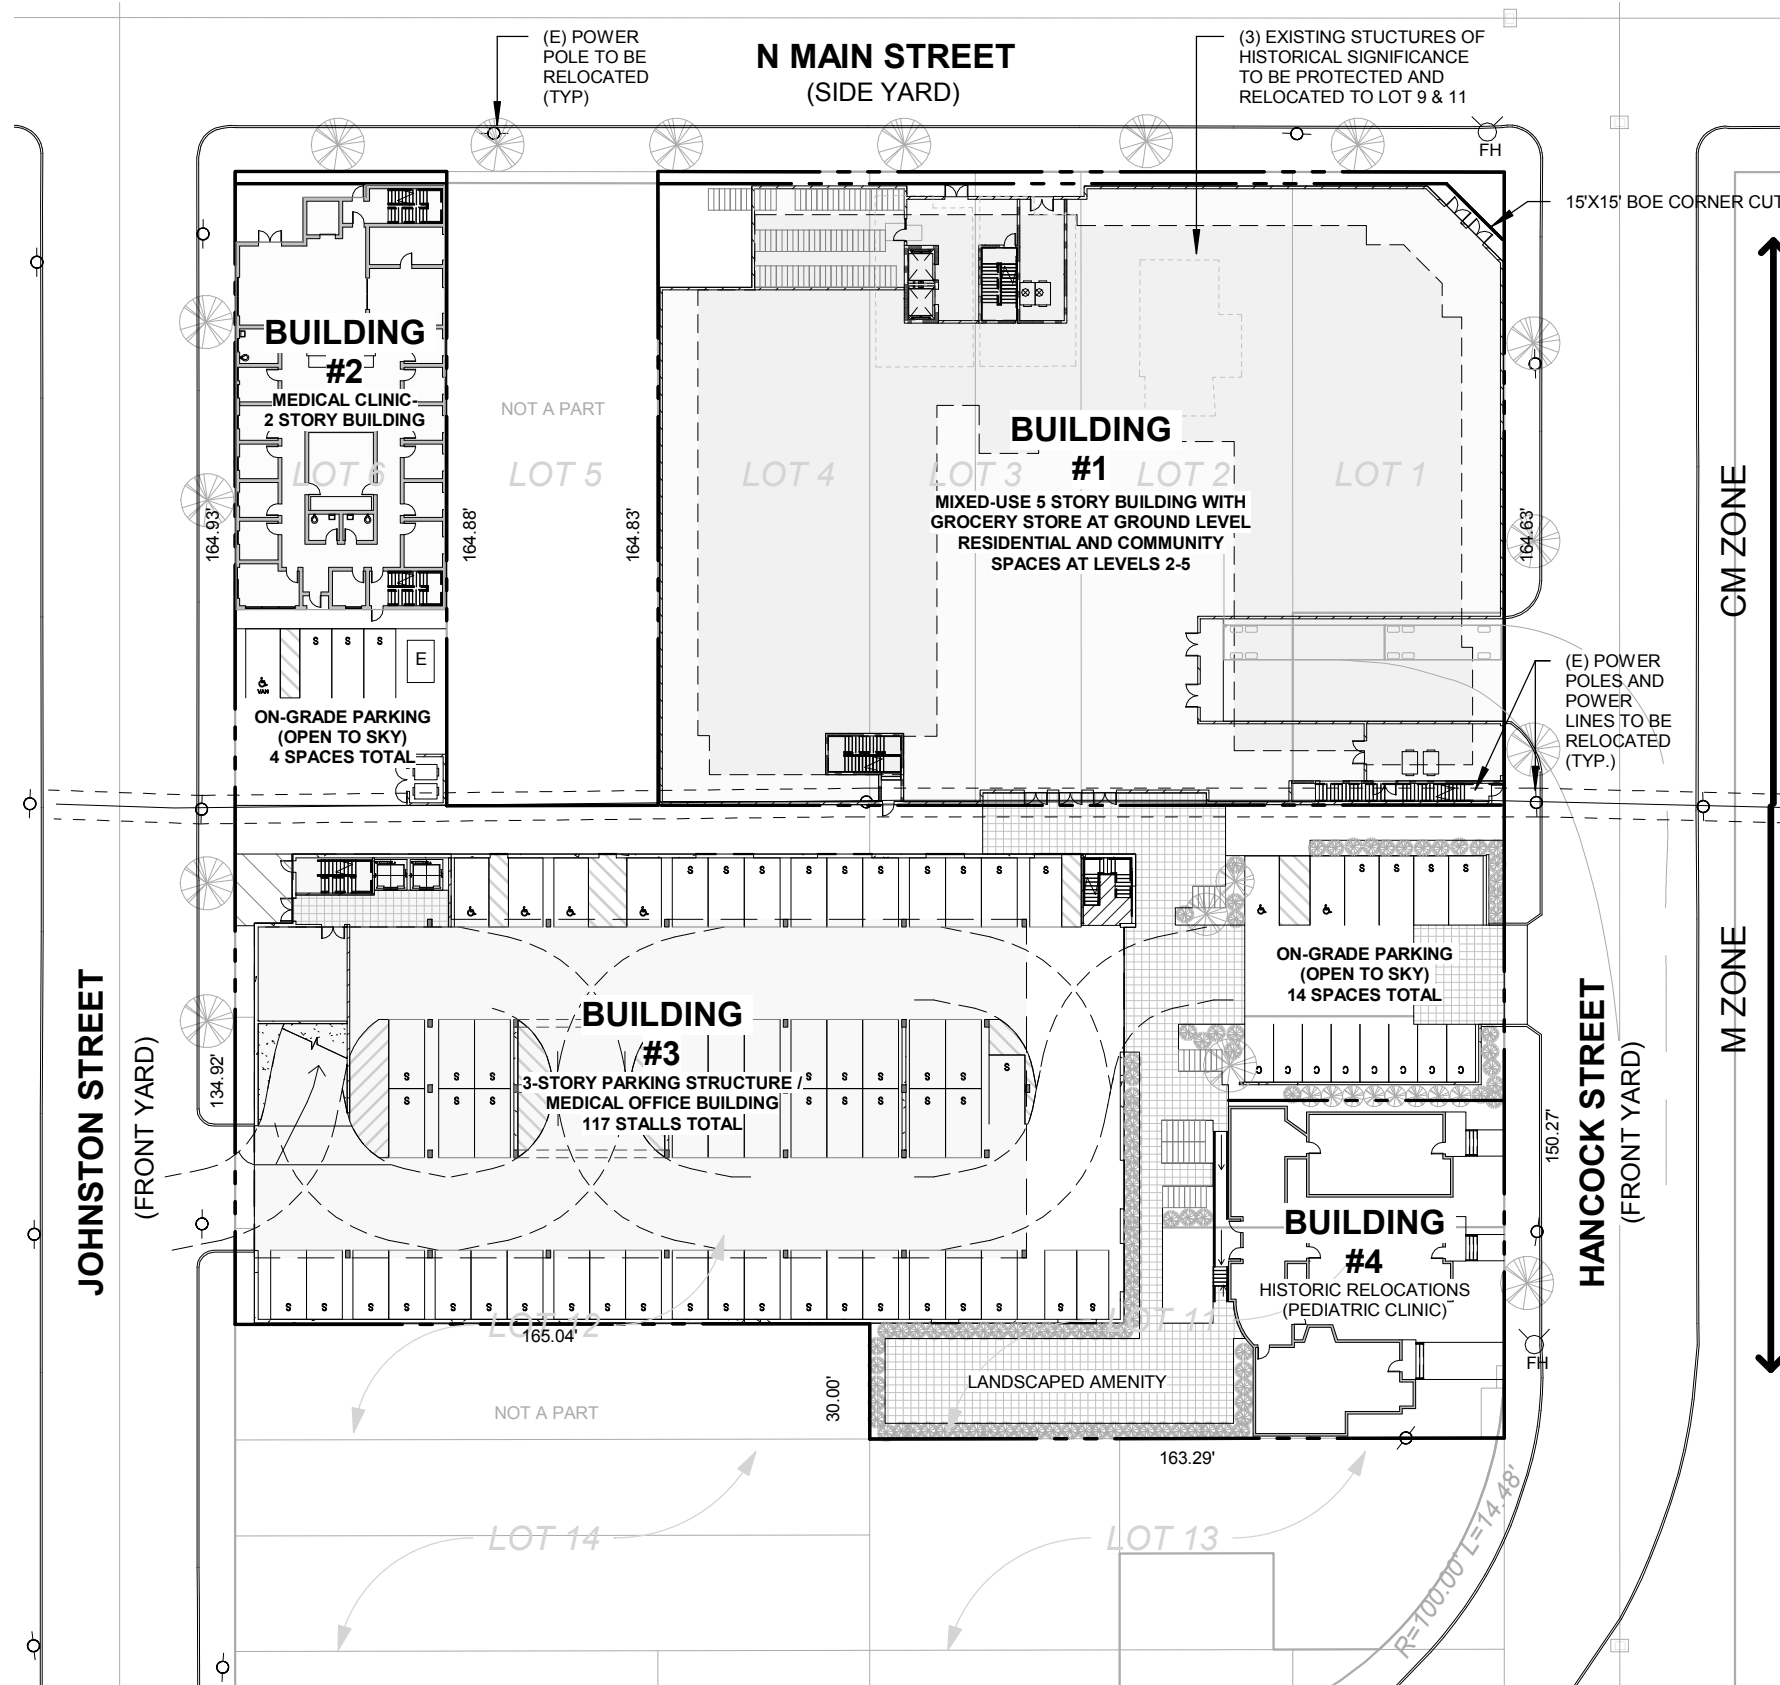 (E) POWER
POLE TO BE
RELOCATED
(TYP)
N MAIN STREET
(SIDE YARD)
(3) EXISTING STUCTURES OF
HISTORICAL SIGNIFICANCE
TO BE PROTECTED AND
RELOCATED TO LOT 9 & 11
FH
15'X15' BOE CORNER CUT
BUILDING
#2
MEDICAL CLINIC-
2 STORY BUILDING
LOT 6
NOT A PART
LOT 5
LOT 4
LOT 3
LOT 2
LOT 1
BUILDING
#1
MIXED-USE 5 STORY BUILDING WITH
GROCERY STORE AT GROUND LEVEL
RESIDENTIAL AND COMMUNITY
SPACES AT LEVELS 2-5
164.93'
164.88'
164.83'
164.63'
CM ZONE
S S S
E
VAN
ON-GRADE PARKING
(OPEN TO SKY)
4 SPACES TOTAL
(E) POWER
POLES AND
POWER
LINES TO BE
RELOCATED
(TYP.)
S S S S S S S S S S
S S S S
ON-GRADE PARKING
(OPEN TO SKY)
14 SPACES TOTAL
M ZONE
JOHNSTON STREET
(FRONT YARD)
134.92'
BUILDING
#3
3-STORY PARKING STRUCTURE /
MEDICAL OFFICE BUILDING
117 STALLS TOTAL
S
S S S S S S S S
S S S S S S S S
C C C C C C C C
HANCOCK STREET
(FRONT YARD)
150.27'
BUILDING
#4
HISTORIC RELOCATIONS
(PEDIATRIC CLINIC)
S S S S S S S S S S S S S S S S S S S S
LOT 12
165.04'
LOT 11
FH
LANDSCAPED AMENITY
NOT A PART
30.00'
163.29'
LOT 14
LOT 13
R=100.00' L=14.48'